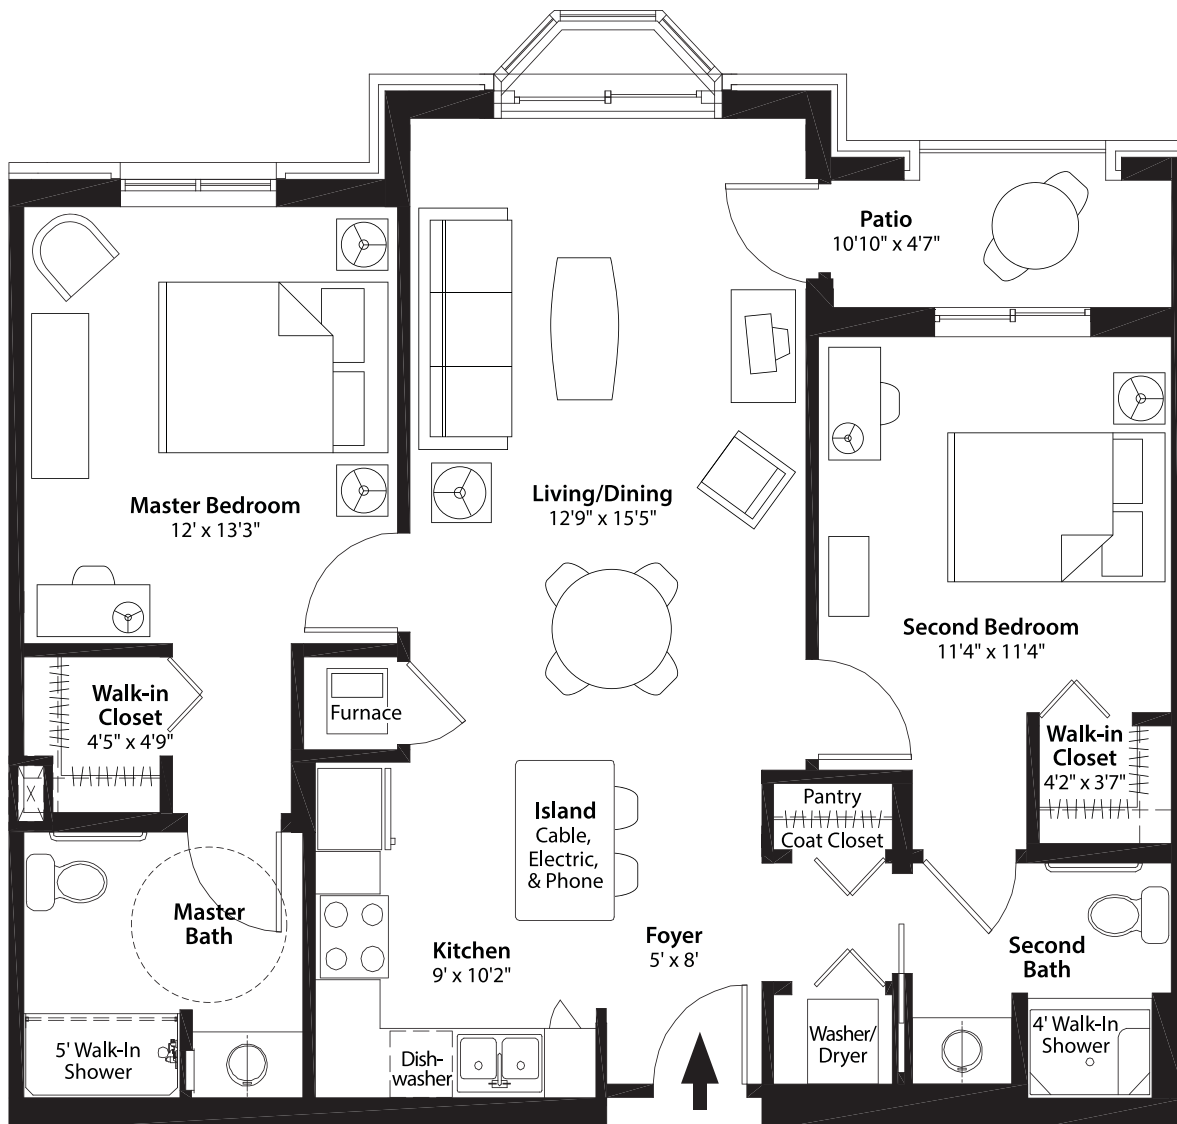 Patio
10'10" x 4'7"
Master Bedroom
12' x 13'3"
Living/Dining
12'9" x 15'5"
Second Bedroom
11'4" x 11'4"
Walk-in
Closet
4'5" x 4'9"
Furnace
Walk-in
Closet
4'2" x 3'7"
Island
Cable,
Electric,
& Phone
Pantry
Coat Closet
Master
Bath
Kitchen
9' x 10'2"
Foyer
5' x 8'
Second
Bath
5' Walk-In
Shower
Dish-
washer
Washer/
Dryer
4' Walk-In
Shower